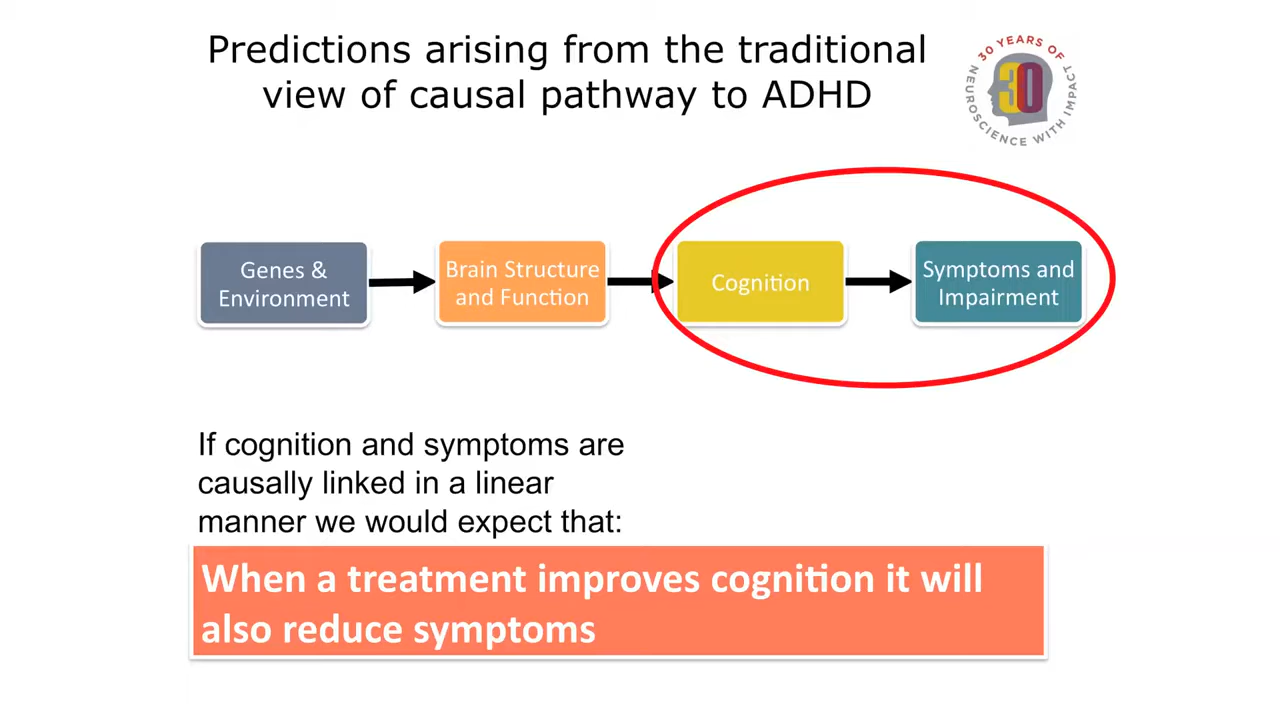 Predictions arising from the traditional
view of causal pathway to ADHD
30 YEARS OF
30
NEUROSCIENCE WITH IMPACT
Genes &
Environment
Brain Structure
and Function
Cognition
Symptoms and
Impairment
If cognition and symptoms are
causally linked in a linear
manner we would expect that:
When a treatment improves cognition it will
also reduce symptoms